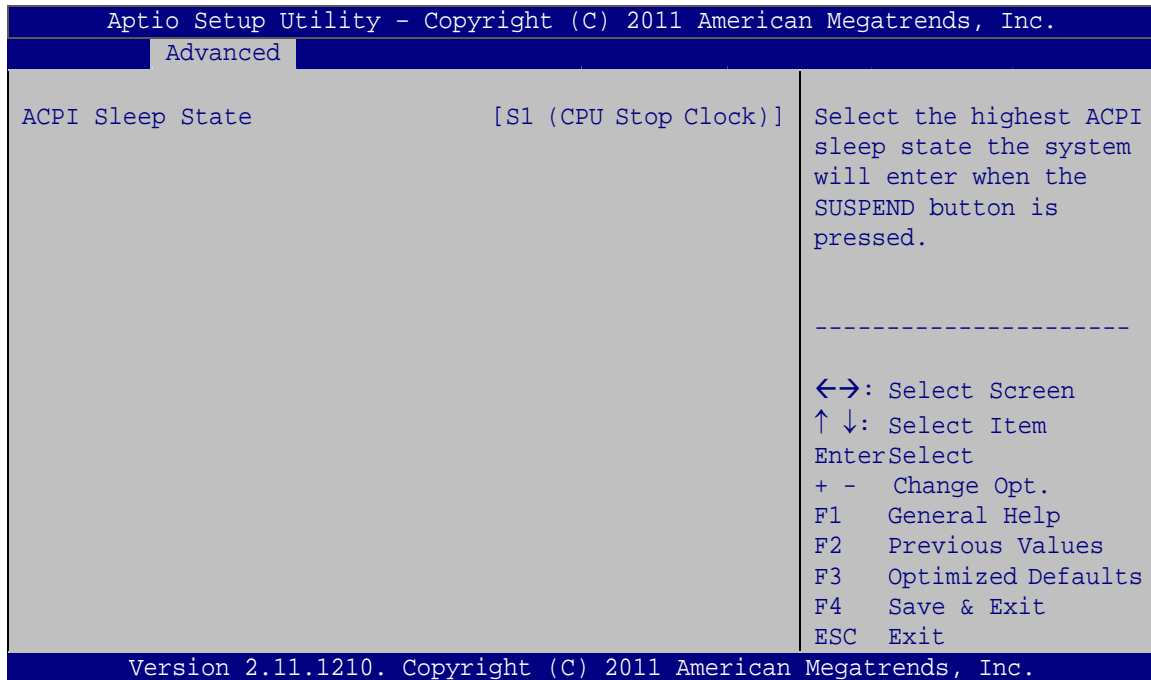 Aptio Setup Utility – Copyright (C) 2011 American Megatrends, Inc.
Advanced
ACPI Sleep State [S1 (CPU Stop Clock)]
Select the highest ACPI
sleep state the system
will enter when the
SUSPEND button is
pressed.
----------------------
←→: Select Screen
↑ ↓: Select Item
EnterSelect
+ - Change Opt.
F1 General Help
F2 Previous Values
F3 Optimized Defaults
F4 Save & Exit
ESC Exit
Version 2.11.1210. Copyright (C) 2011 American Megatrends, Inc.